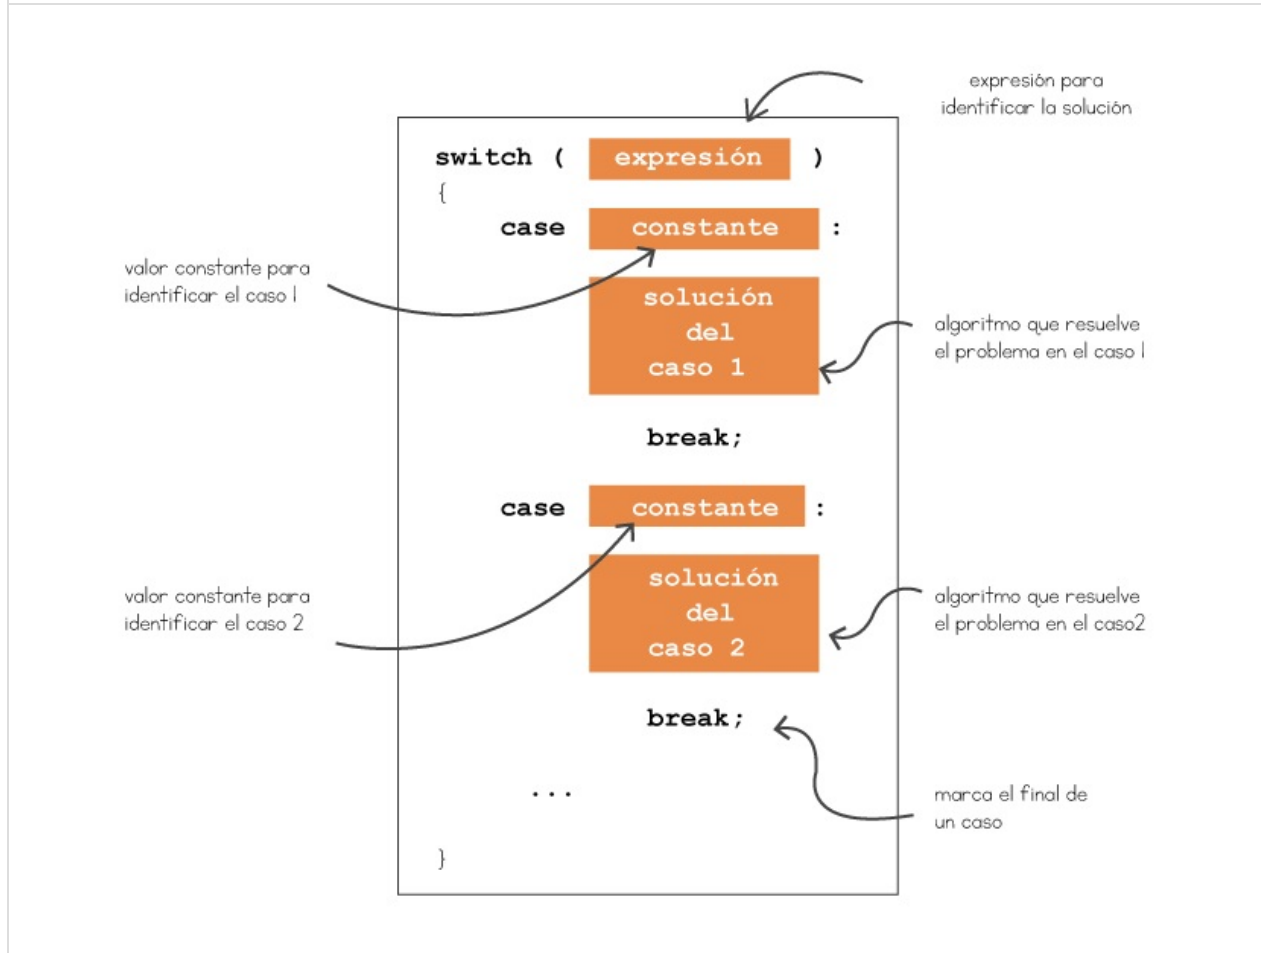 expresión para
identificar la solución
switch ( expresión )
{
case constante :
valor constante para
identificar el caso 1
solución
del
caso 1
algoritmo que resuelve
el problema en el caso 1
break;
case constante :
solución
del
caso 2
valor constante para
identificar el caso 2
algoritmo que resuelve
el problema en el caso2
break;
...
marca el final de
un caso
}